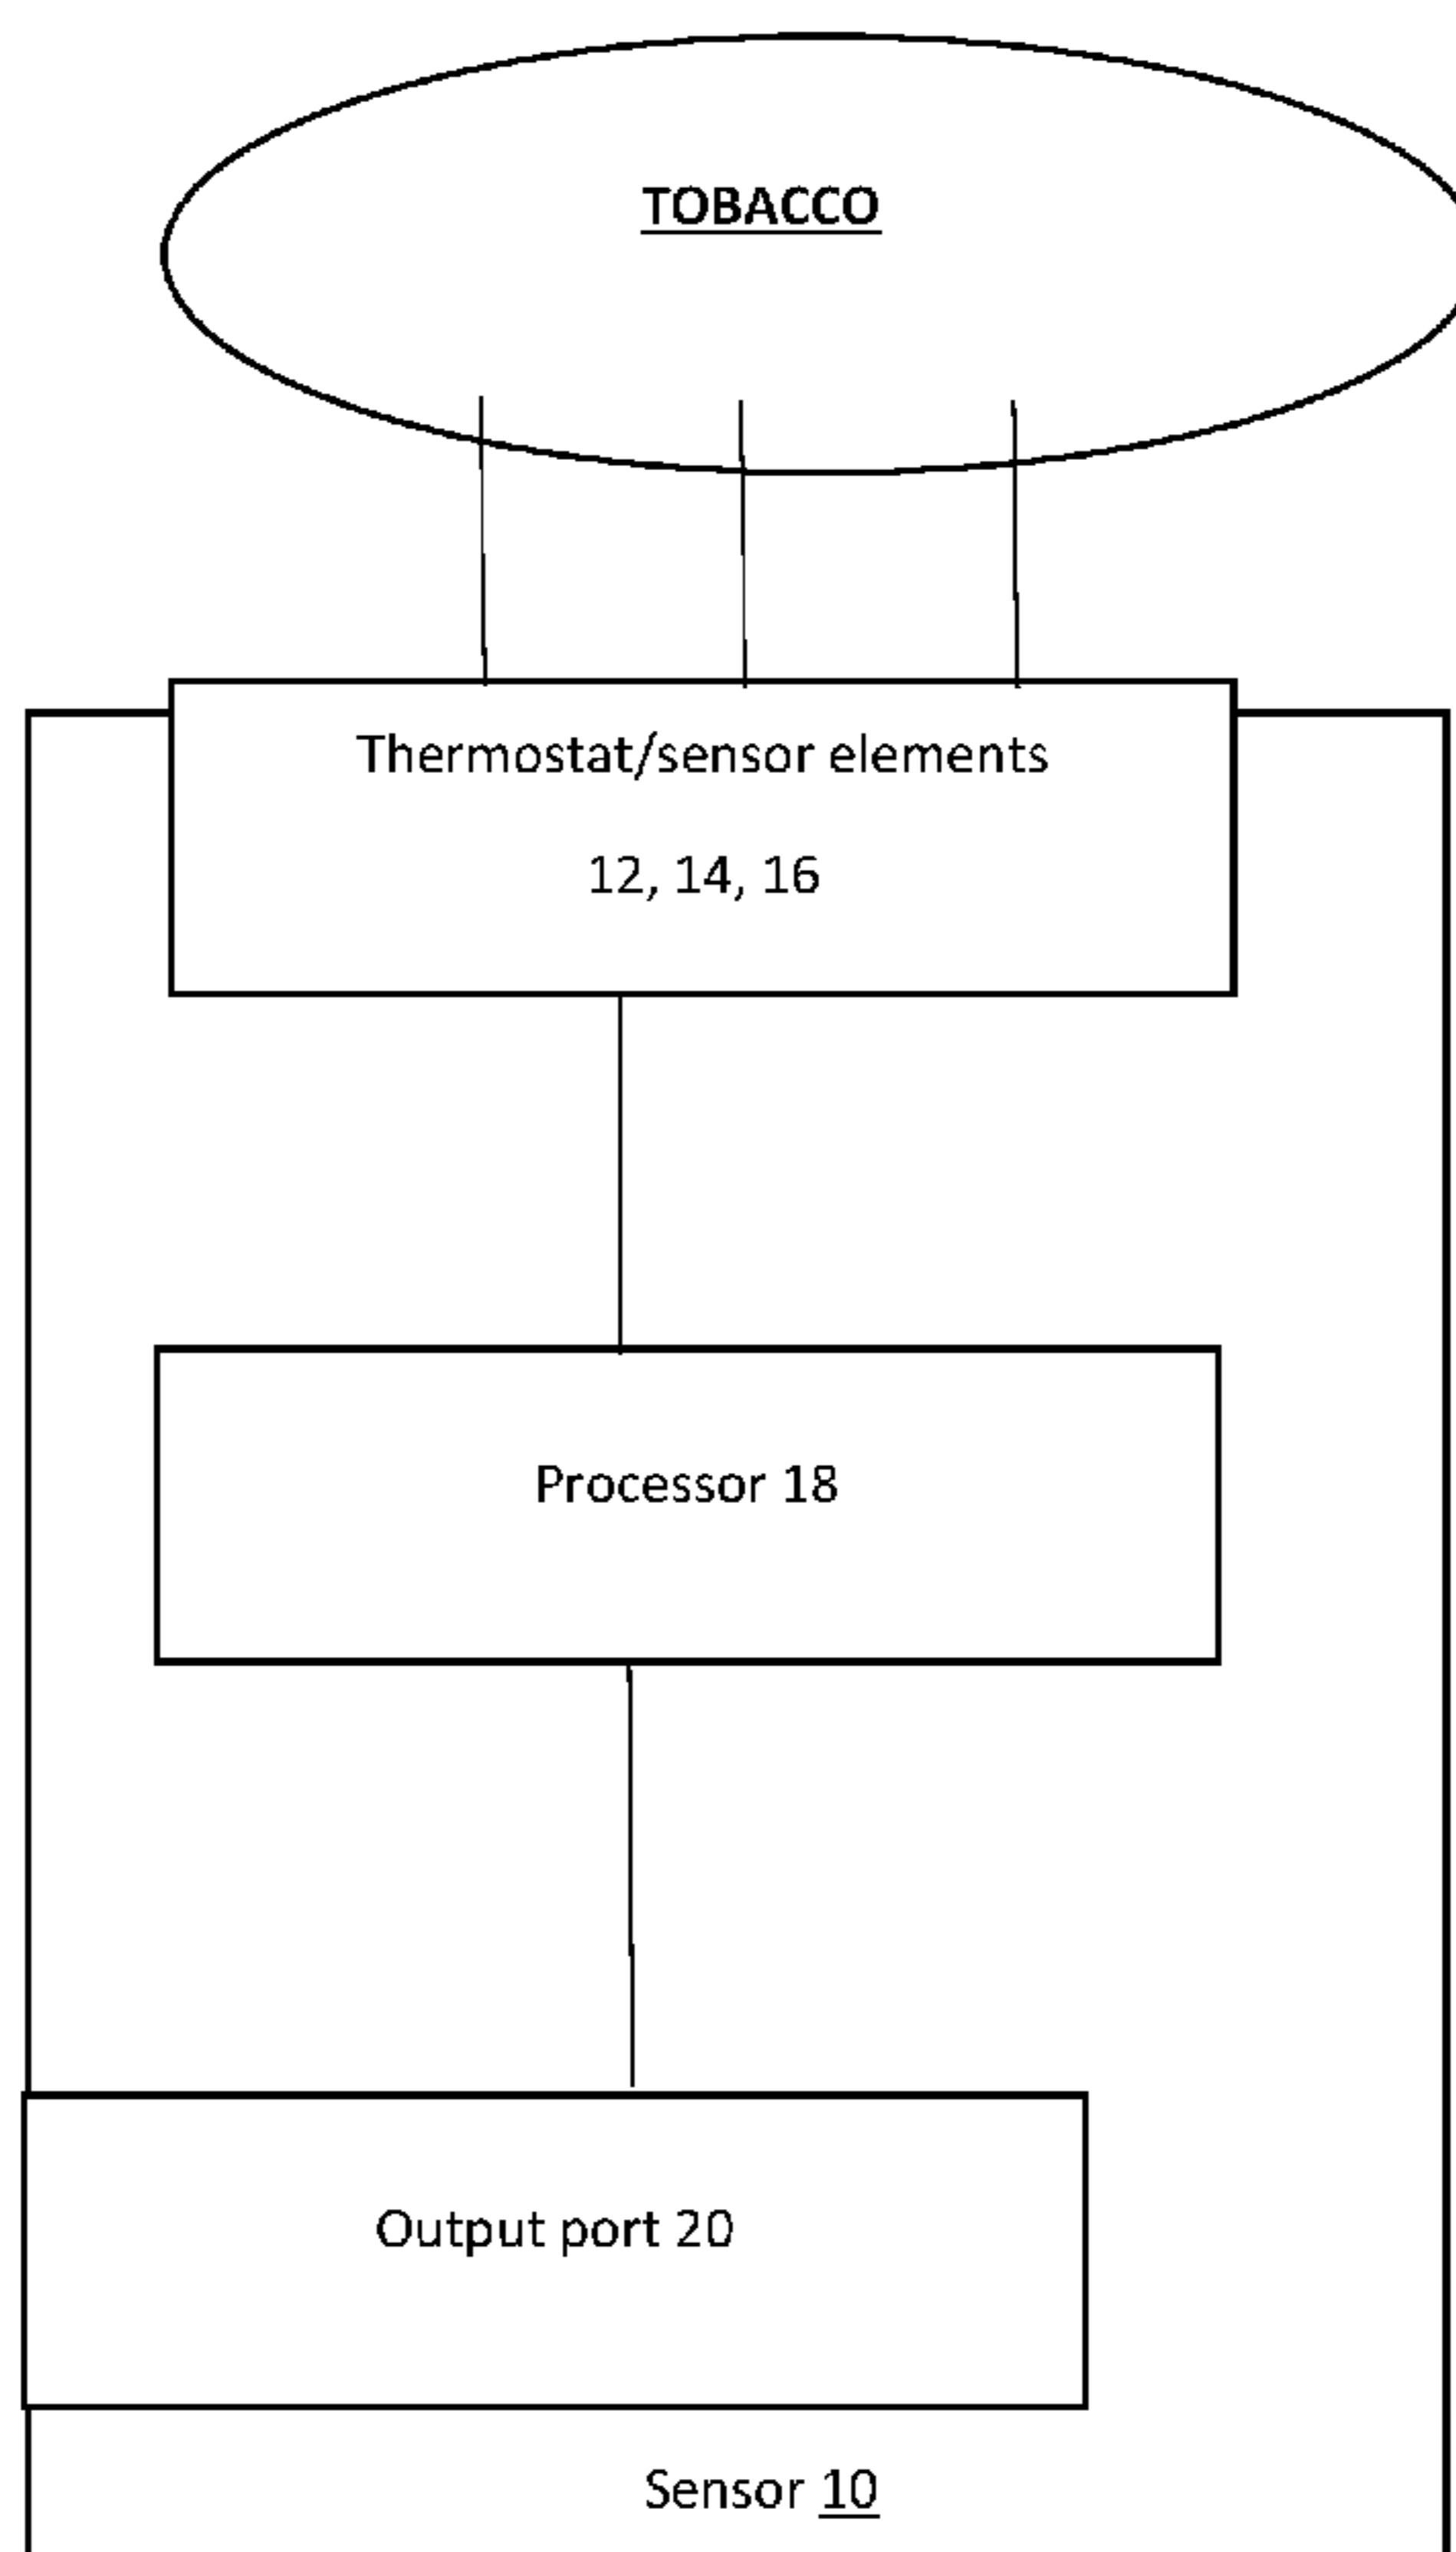 TOBACCO
Thermostat/sensor elements
12, 14, 16
Processor 18
Output port 20
Sensor 10